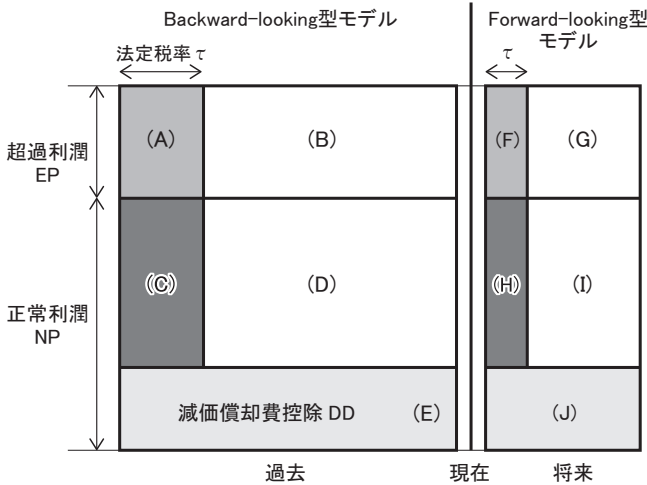 Backward-looking型モデル
Forward-looking型
モデル
法定税率 τ
τ
超過利潤
EP
(A)
(B)
(F)
(G)
正常利潤
NP
(C)
(D)
(H)
(I)
減価償却費控除 DD
(E)
(J)
過去
現在
将来